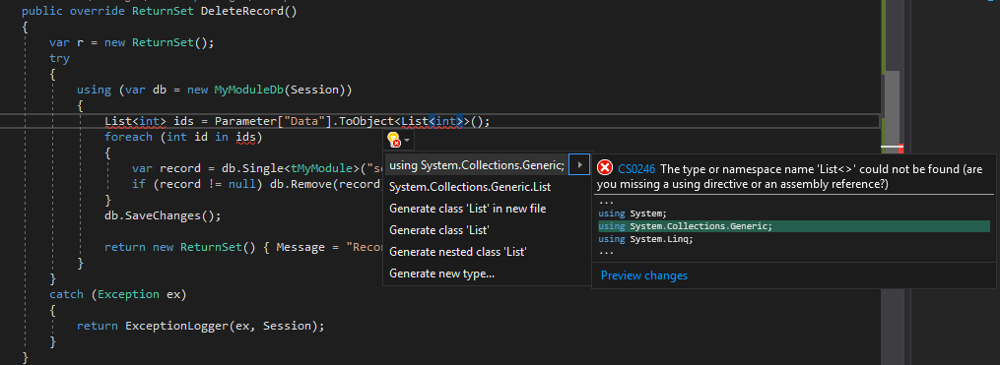 public override ReturnSet DeleteRecord()
{
var r = new ReturnSet();
try
{
using (var db = new MyModuleDb(Session))
{
List<int> ids = Parameter["Data"].ToObject<List<int>>();
foreach (int id in ids)
{
var record = db.Single<tMyModule>("se
if (record != null) db.Remove(record
}
db.SaveChanges();
return new ReturnSet() { Message = "Recor
}
}
catch (Exception ex)
{
return ExceptionLogger(ex, Session);
}
}
using System.Collections.Generic;
System.Collections.Generic.List
Generate class 'List' in new file
Generate class 'List'
Generate nested class 'List'
Generate new type...
CS0246 The type or namespace name 'List<>' could not be found (are
you missing a using directive or an assembly reference?)
...
using System;
using System.Collections.Generic;
using System.Linq;
...
Preview changes